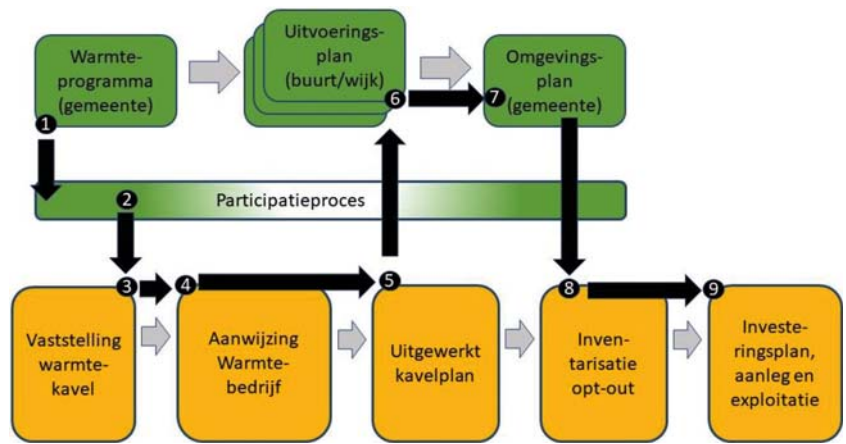 Warmte-
programma
(gemeente)
1
Uitvoerings-
plan
(buurt/wijk)
6
Omgevings-
plan
(gemeente)
7
2
Participatieproces
3
Vaststelling
warmte-
kavel
4
Aanwijzing
Warmte-
bedrijf
5
Uitgewerkt
kavelplan
8
Inven-
tarisatie
opt-out
9
Investe-
ringsplan,
aanleg en
exploitatie